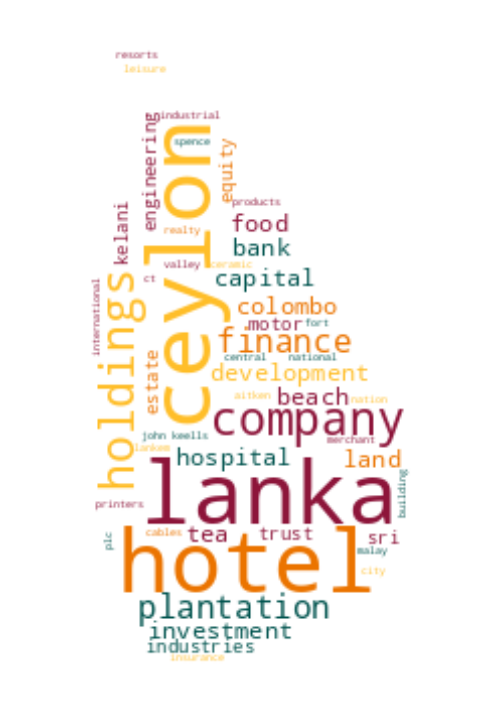 resorts
leisure
industrial
engineering
spence
ceylon
equity
products
kelani
food
realty
bank
valley
ceramic
ct
capital
international
holdings
colombo
motor
fort
finance
central
national
estate
development
aitken
beach
nation
company
john keells
merchant
lankem
hospital
land
building
lanka
printers
plc
cables
tea
trust
sri
malay
hotel
city
plantation
investment
industries
insurance